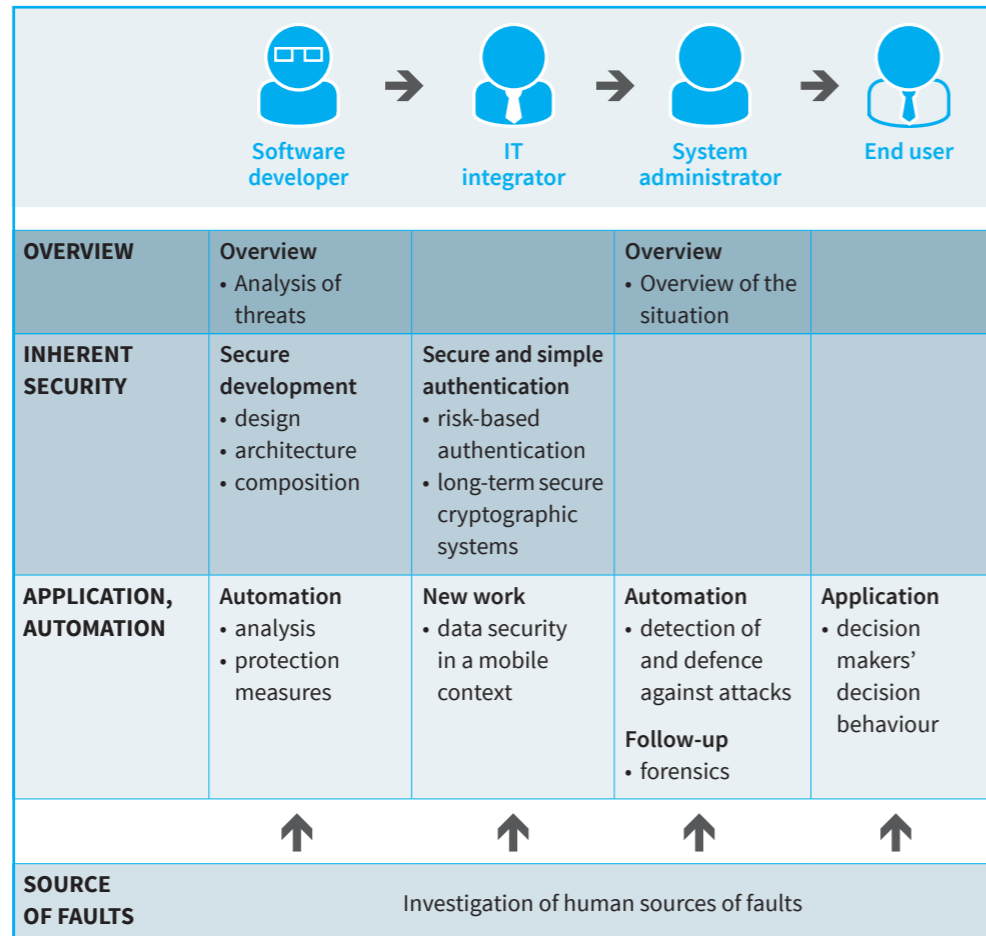 Software
developer
IT
integrator
System
administrator
End user
OVERVIEW
Overview
• Analysis of
threats
Overview
• Overview of the
situation
INHERENT
SECURITY
Secure
development
• design
• architecture
• composition
Secure and simple
authentication
• risk-based
authentication
• long-term secure
cryptographic
systems
APPLICATION,
AUTOMATION
Automation
• analysis
• protection
measures
New work
• data security
in a mobile
context
Automation
• detection of
and defence
against attacks
Follow-up
• forensics
Application
• decision
makers’
decision
behaviour
SOURCE
OF FAULTS
Investigation of human sources of faults